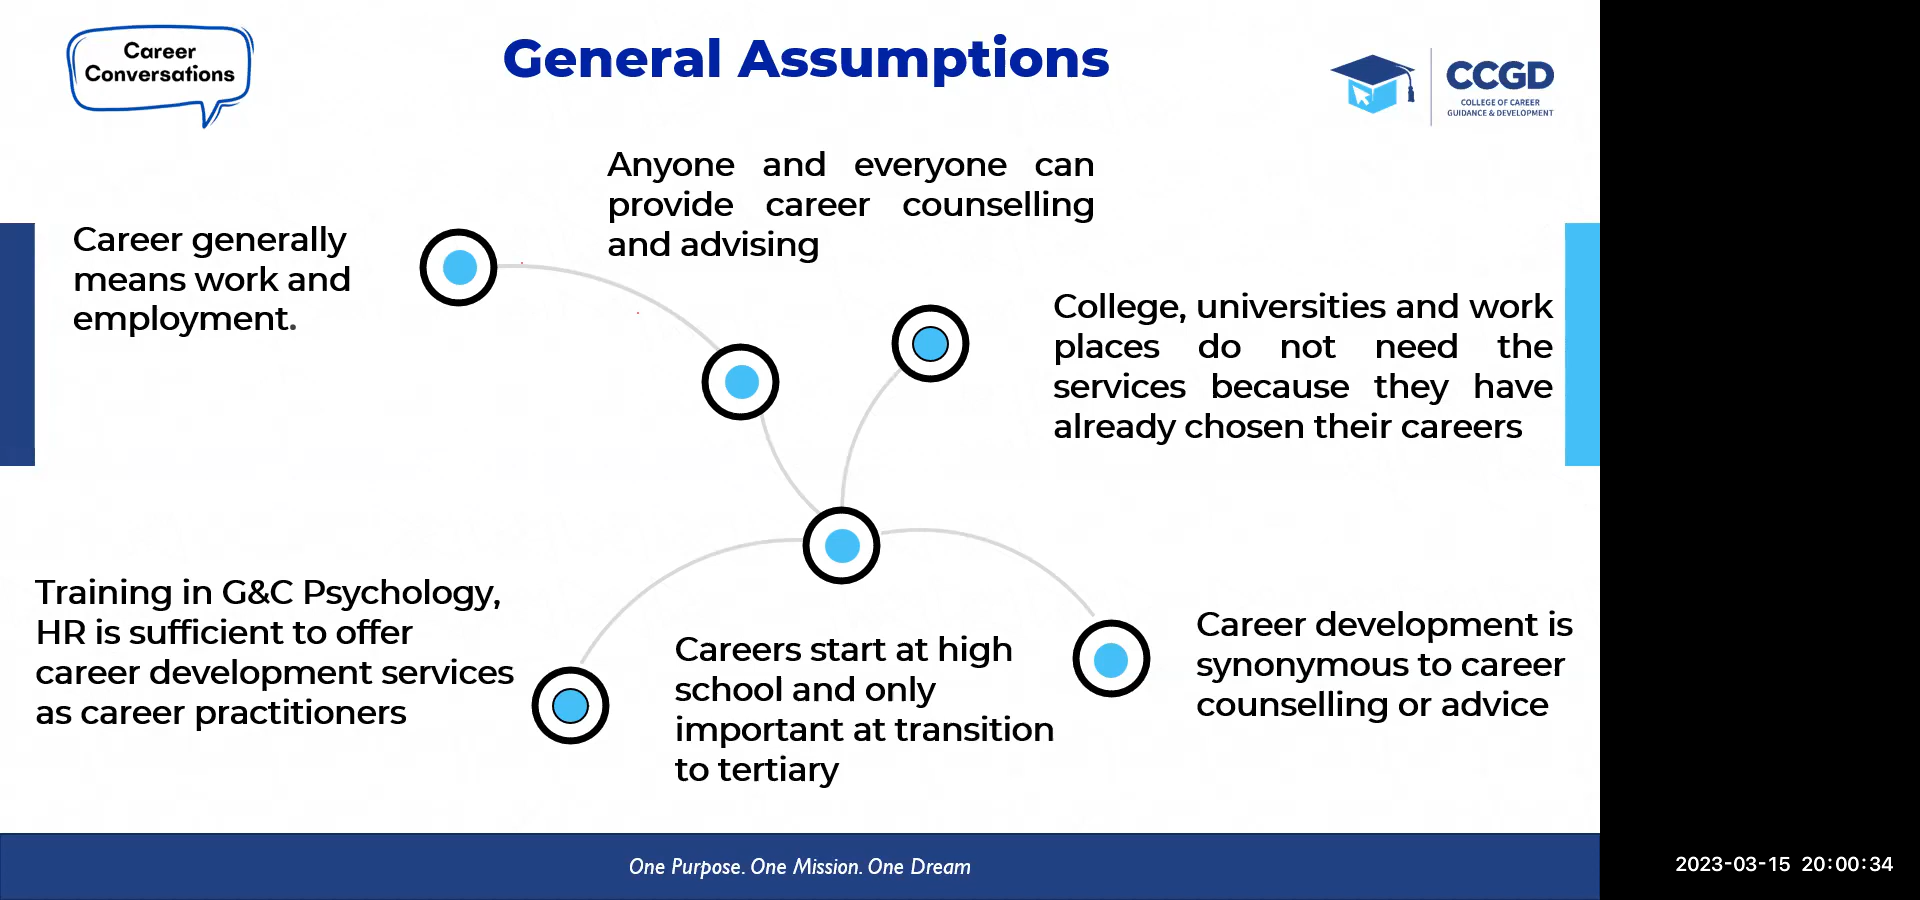 Career
Conversations
General Assumptions
CCGD
COLLEGE OF CAREER
GUIDANCE & DEVELOPMENT
Anyone and everyone can
provide career counselling
and advising
Career generally
means work and
employment.
College, universities and work
places do not need the
services because they have
already chosen their careers
Training in G&C Psychology,
HR is sufficient to offer
career development services
as career practitioners
Careers start at high
school and only
important at transition
to tertiary
Career development is
synonymous to career
counselling or advice
One Purpose. One Mission. One Dream
2023-03-15 20:00:34